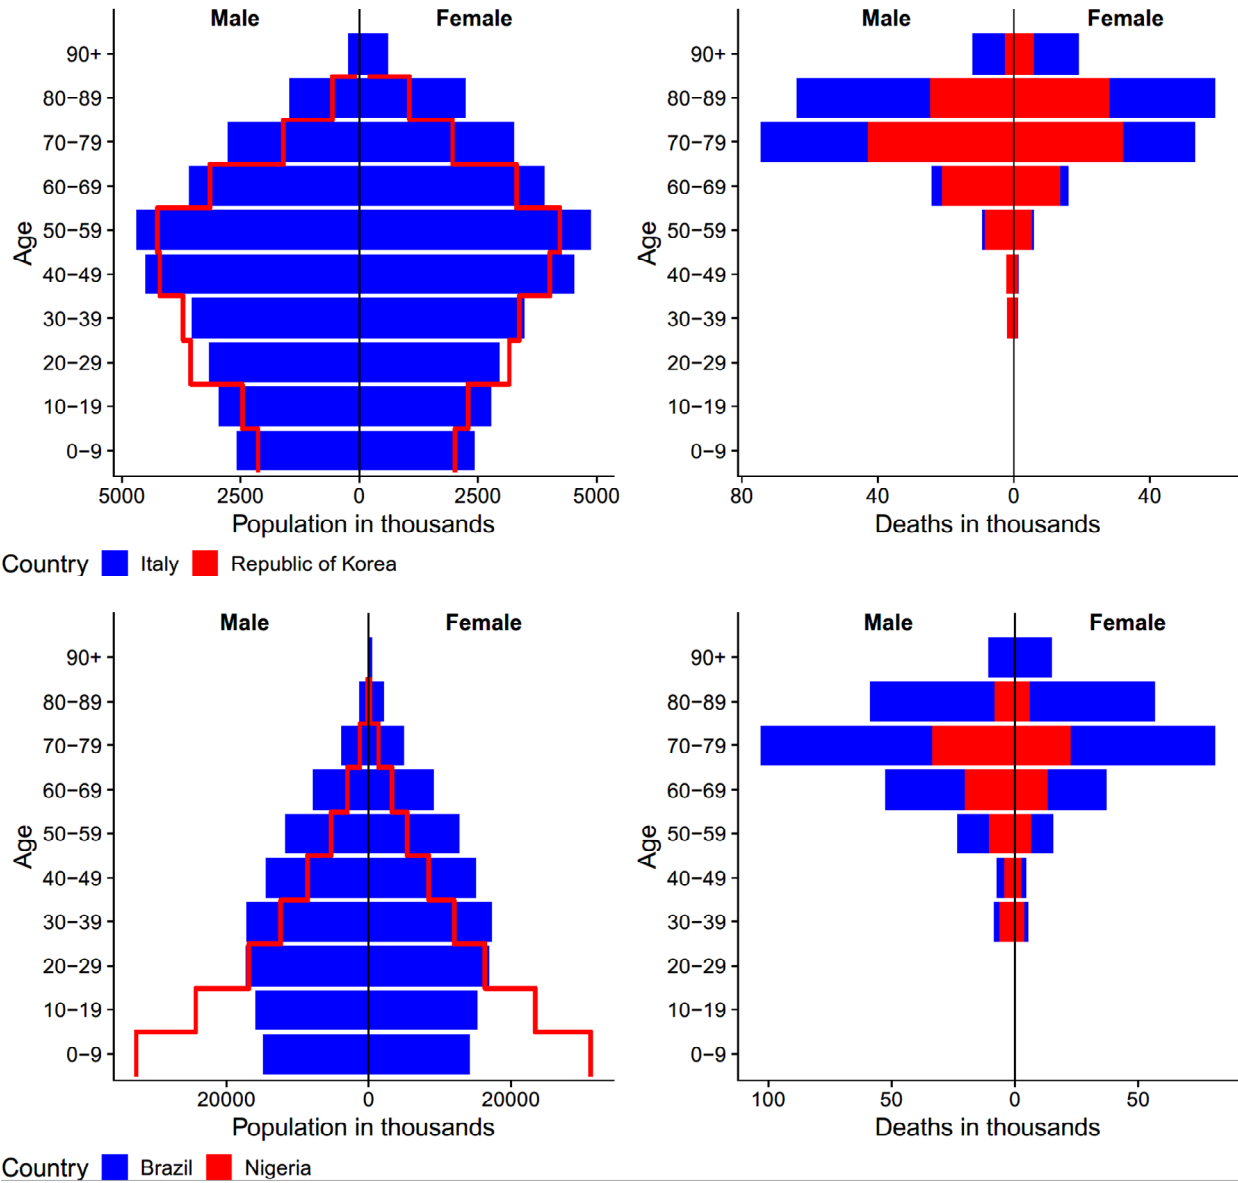 Male Female
90+
80−89
70−79
60−69
50−59
40−49
30−39
20−29
10−19
0−9
Age
5000 2500 0 2500 5000
Population in thousands
Male Female
90+
80−89
70−79
60−69
50−59
40−49
30−39
20−29
10−19
0−9
Age
80 40 0 40
Deaths in thousands
Country Italy Republic of Korea
Male Female
90+
80−89
70−79
60−69
50−59
40−49
30−39
20−29
10−19
0−9
Age
20000 0 20000
Population in thousands
Male Female
90+
80−89
70−79
60−69
50−59
40−49
30−39
20−29
10−19
0−9
Age
100 50 0 50
Deaths in thousands
Country Brazil Nigeria